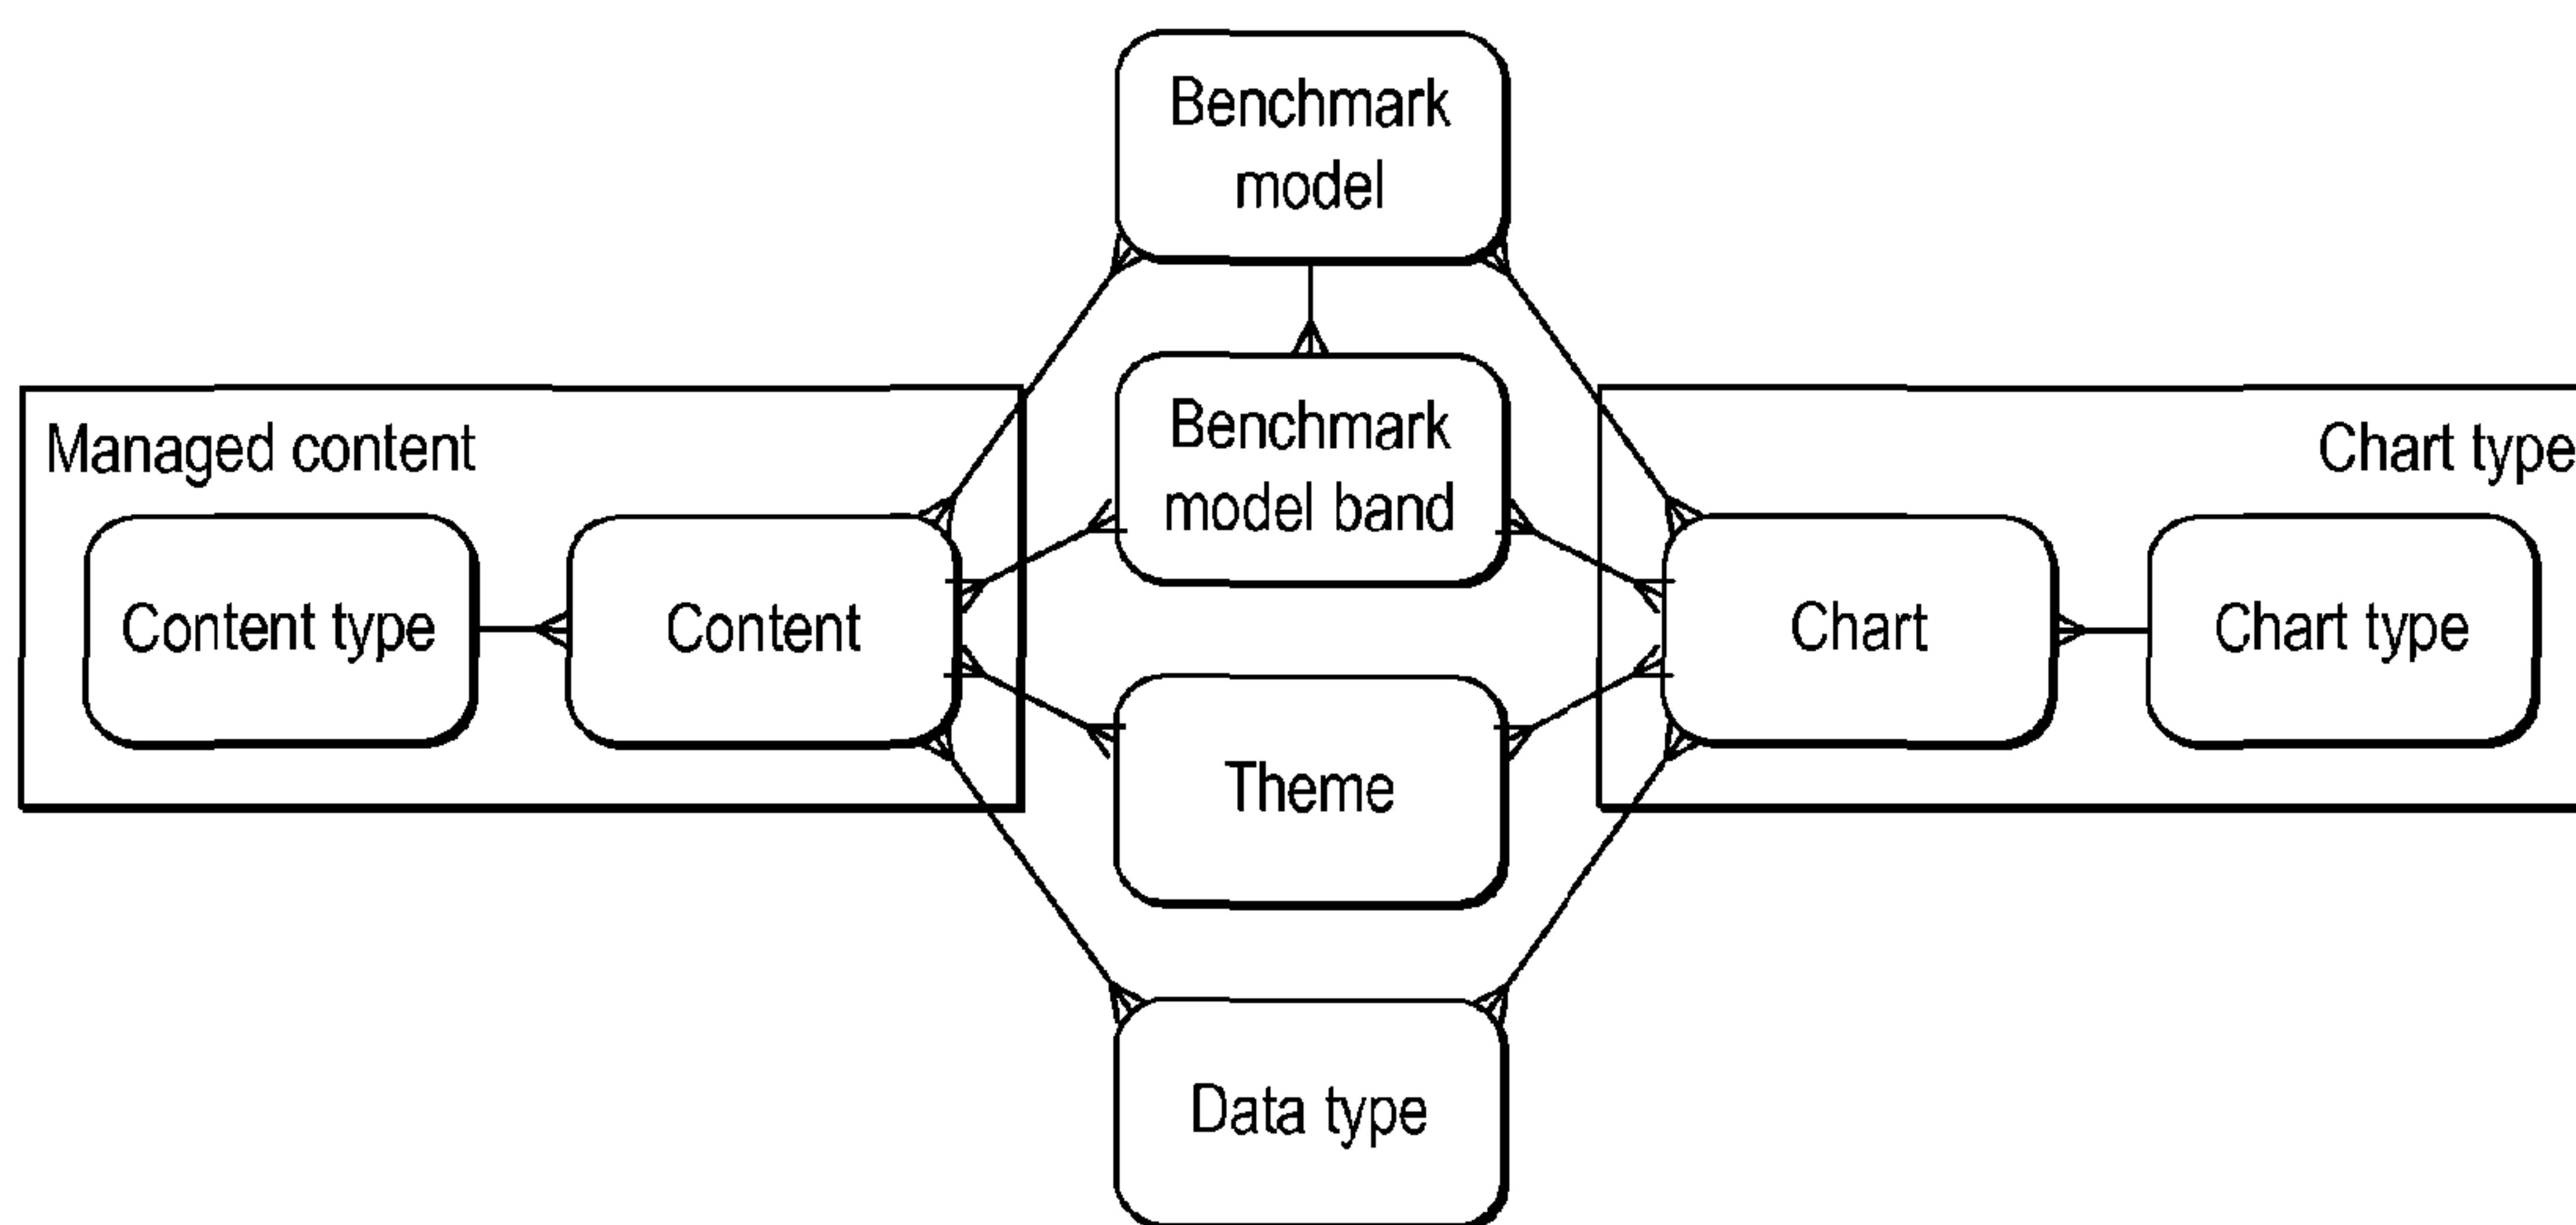 Benchmark
model
Managed content
Benchmark
model band
Chart type
Content type
Content
Chart
Chart type
Theme
Data type